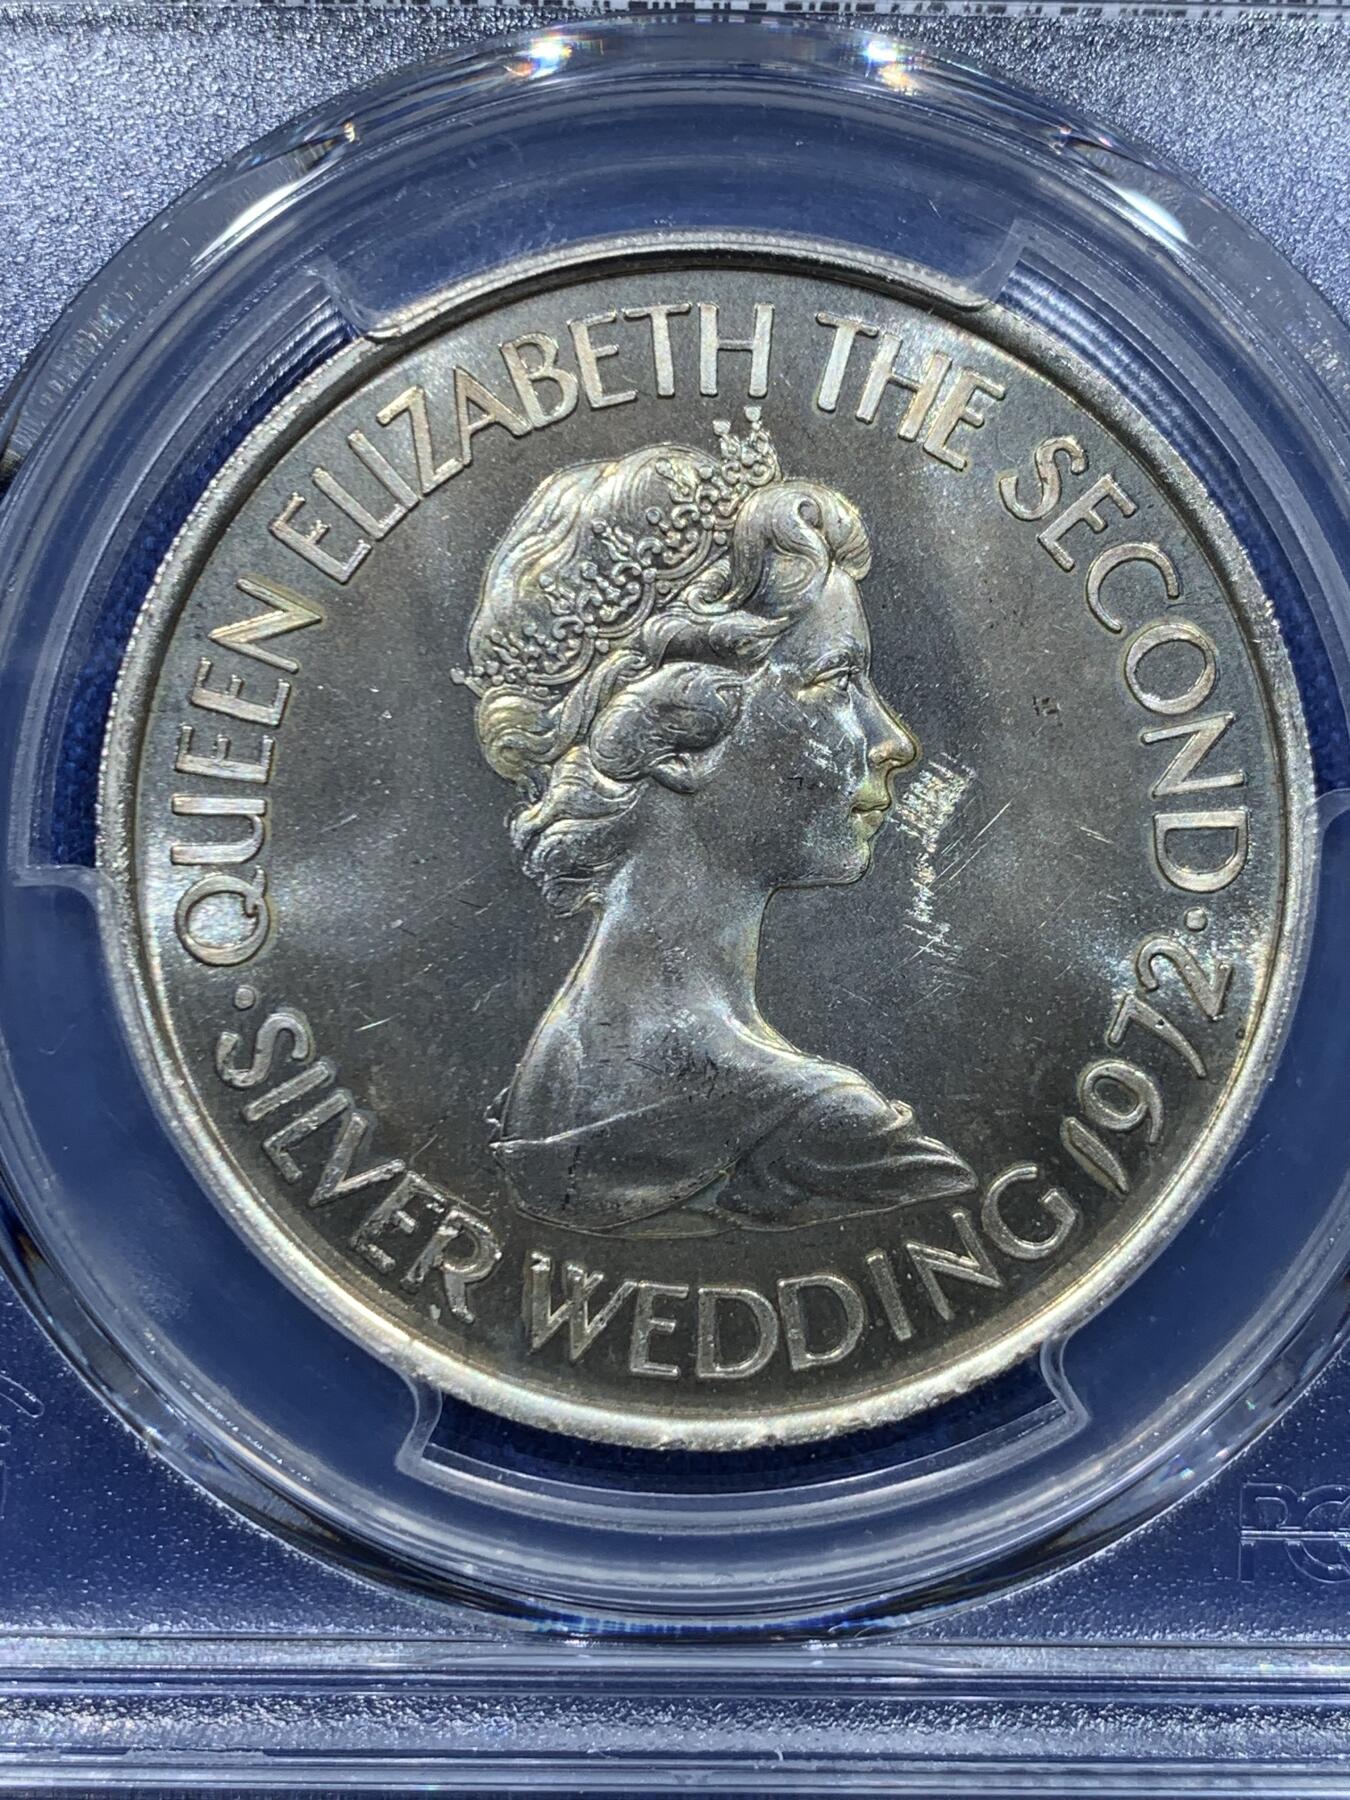 · QUEEN ELIZABETH THE SECOND ·
SILVER WEDDING 1972